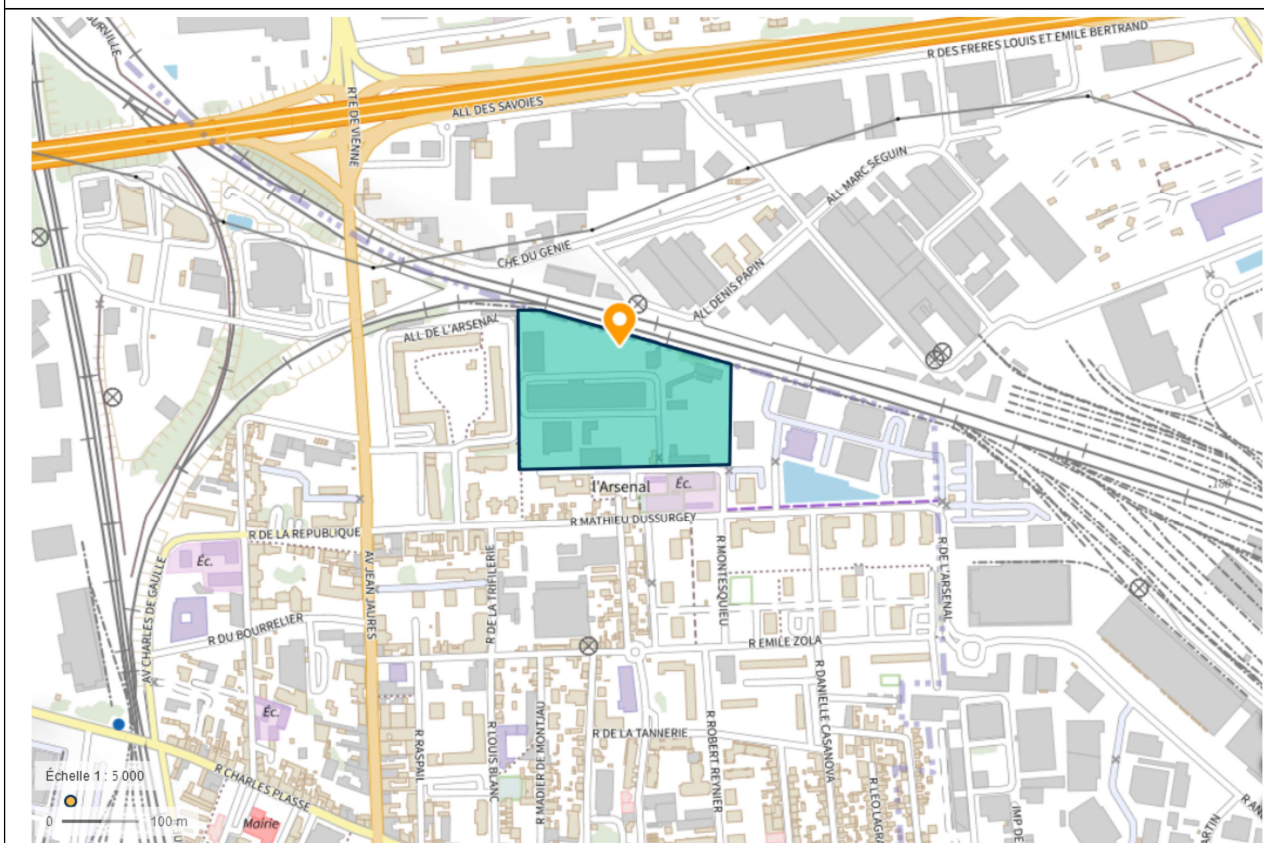 R DES FRERES LOUIS ET EMILE BERTRAND
RTE DE VIENNE
ALL DES SAVOIES
ALL MARC SEGUIN
CHE DU GENIE
ALL DENIS PAPIN
ALL DE L'ARSENAL
l'Arsenal
Éc.
R MATHIEU DUSSURGEY
R DE LA REPUBLIQUE
Éc.
AV CHARLES DE GAULLE
AV JEAN JAURES
R DE LA TRIFILERIE
R MONTESQUIEU
R DE L'ARSENAL
R DU BOURRELIER
R EMILE ZOLA
Éc.
R RASPAIL
R LOUIS BLANC
R MADIER DE MONTJAU
R DE LA TANNERIE
R ROBERT REYNIER
R DANIELLE CASANOVA
R LEO LAGRA
IMP DE
R CHARLES PLASSE
Mairie
Échelle 1 : 5 000
0 100 m